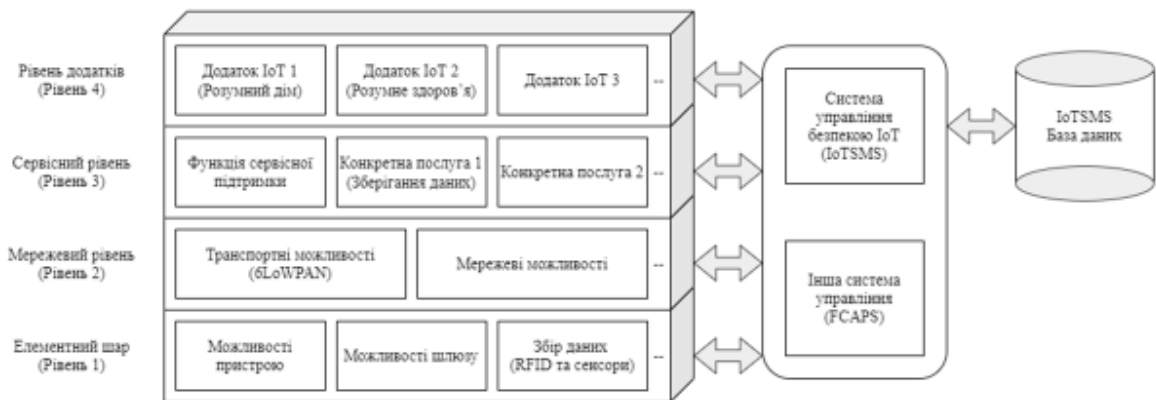 Рівень додатків
(Рівень 4)
Додаток IoT 1
(Розумний дім)
Додаток IoT 2
(Розумне здоров’я)
Додаток IoT 3
--
Сервісний рівень
(Рівень 3)
Функція сервісної
підтримки
Конкретна послуга 1
(Зберігання даних)
Конкретна послуга 2
--
Мережевий рівень
(Рівень 2)
Транспортні можливості
(6LoWPAN)
Мережеві можливості
--
Елементний шар
(Рівень 1)
Можливості
пристрою
Можливості шлюзу
Збір даних
(RFID та сенсори)
--
Система
управління
безпекою IoT
(IoTSMS)
Інша система
управління
(FCAPS)
IoTSMS
База даних